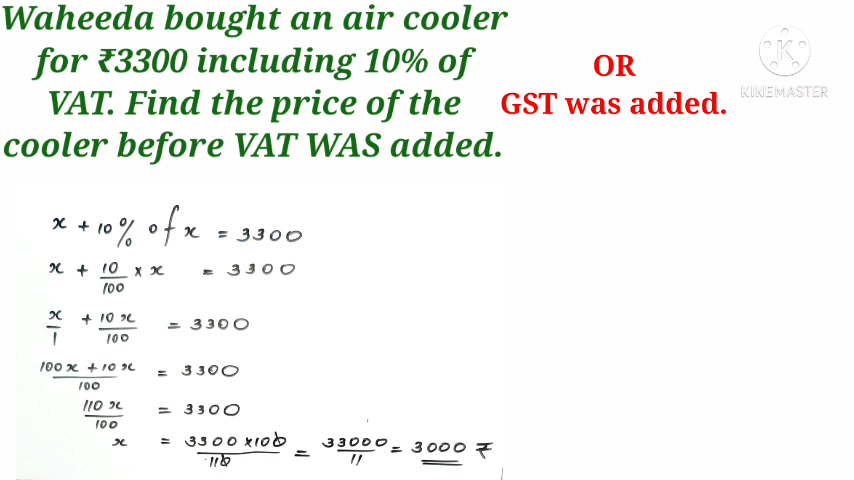 Waheeda bought an air cooler
for ₹3300 including 10% of
VAT. Find the price of the
cooler before VAT WAS added.
OR
GST was added.
KINEMASTER
x + 10% of x = 3300
x + 10/100 × x = 3300
x/1 + 10x/100 = 3300
100x + 10x/100 = 3300
110x/100 = 3300
x = 3300 × 100/110 = 33000/11 = 3000 ₹